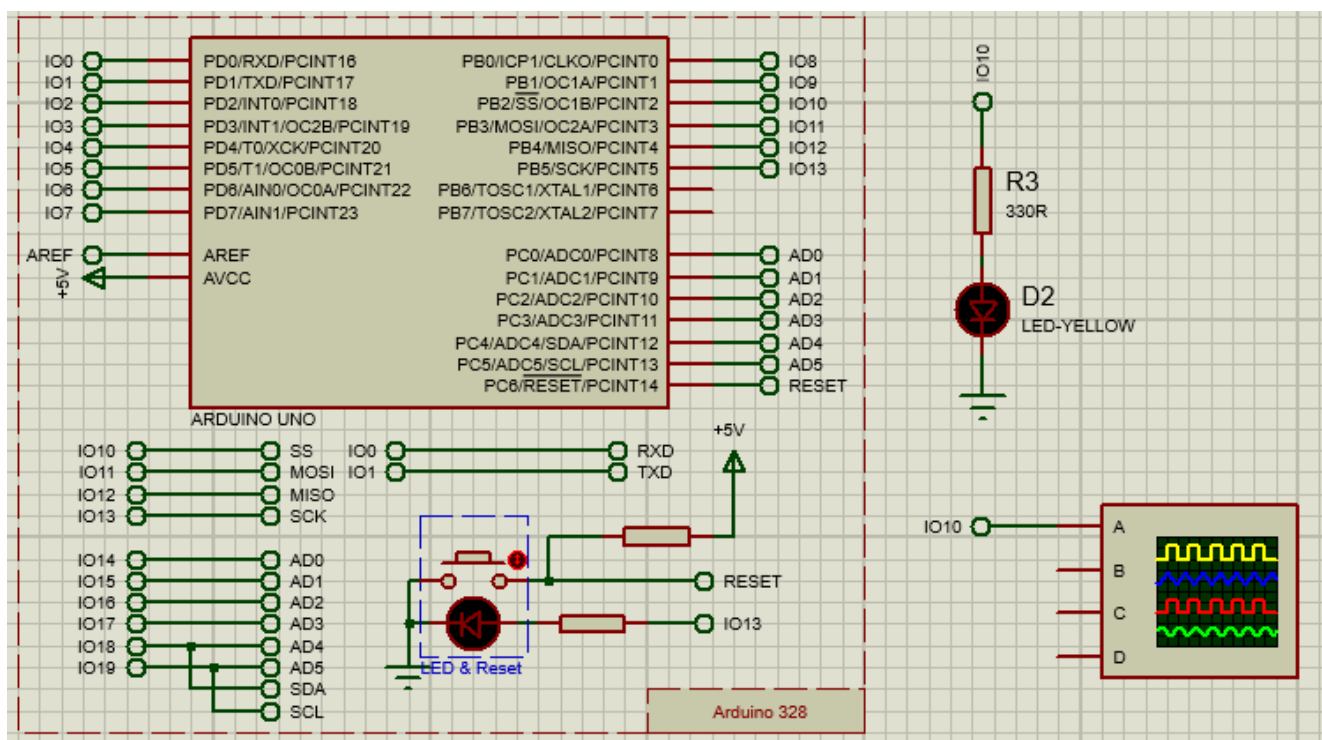 IO0 PD0/RXD/PCINT16 PB0/ICP1/CLKO/PCINT0 IO8
IO1 PD1/TXD/PCINT17 PB1/OC1A/PCINT1 IO9
IO2 PD2/INT0/PCINT18 PB2/SS/OC1B/PCINT2 IO10
IO3 PD3/INT1/OC2B/PCINT19 PB3/MOSI/OC2A/PCINT3 IO11
IO4 PD4/T0/XCK/PCINT20 PB4/MISO/PCINT4 IO12
IO5 PD5/T1/OC0B/PCINT21 PB5/SCK/PCINT5 IO13
IO6 PD6/AIN0/OC0A/PCINT22 PB6/TOSC1/XTAL1/PCINT6
IO7 PD7/AIN1/PCINT23 PB7/TOSC2/XTAL2/PCINT7
AREF AREF PC0/ADC0/PCINT8 AD0
+5V AVCC PC1/ADC1/PCINT9 AD1
PC2/ADC2/PCINT10 AD2
PC3/ADC3/PCINT11 AD3
PC4/ADC4/SDA/PCINT12 AD4
PC5/ADC5/SCL/PCINT13 AD5
PC6/RESET/PCINT14 RESET
ARDUINO UNO
IO10 SS IO0 RXD
IO11 MOSI IO1 TXD
IO12 MISO
IO13 SCK
+5V
IO14 AD0
IO15 AD1
IO16 AD2
IO17 AD3
IO18 AD4
IO19 AD5
SDA
SCL
RESET
IO13
LED & Reset
Arduino 328
IO10
R3
330R
D2
LED-YELLOW
IO10 A
B
C
D